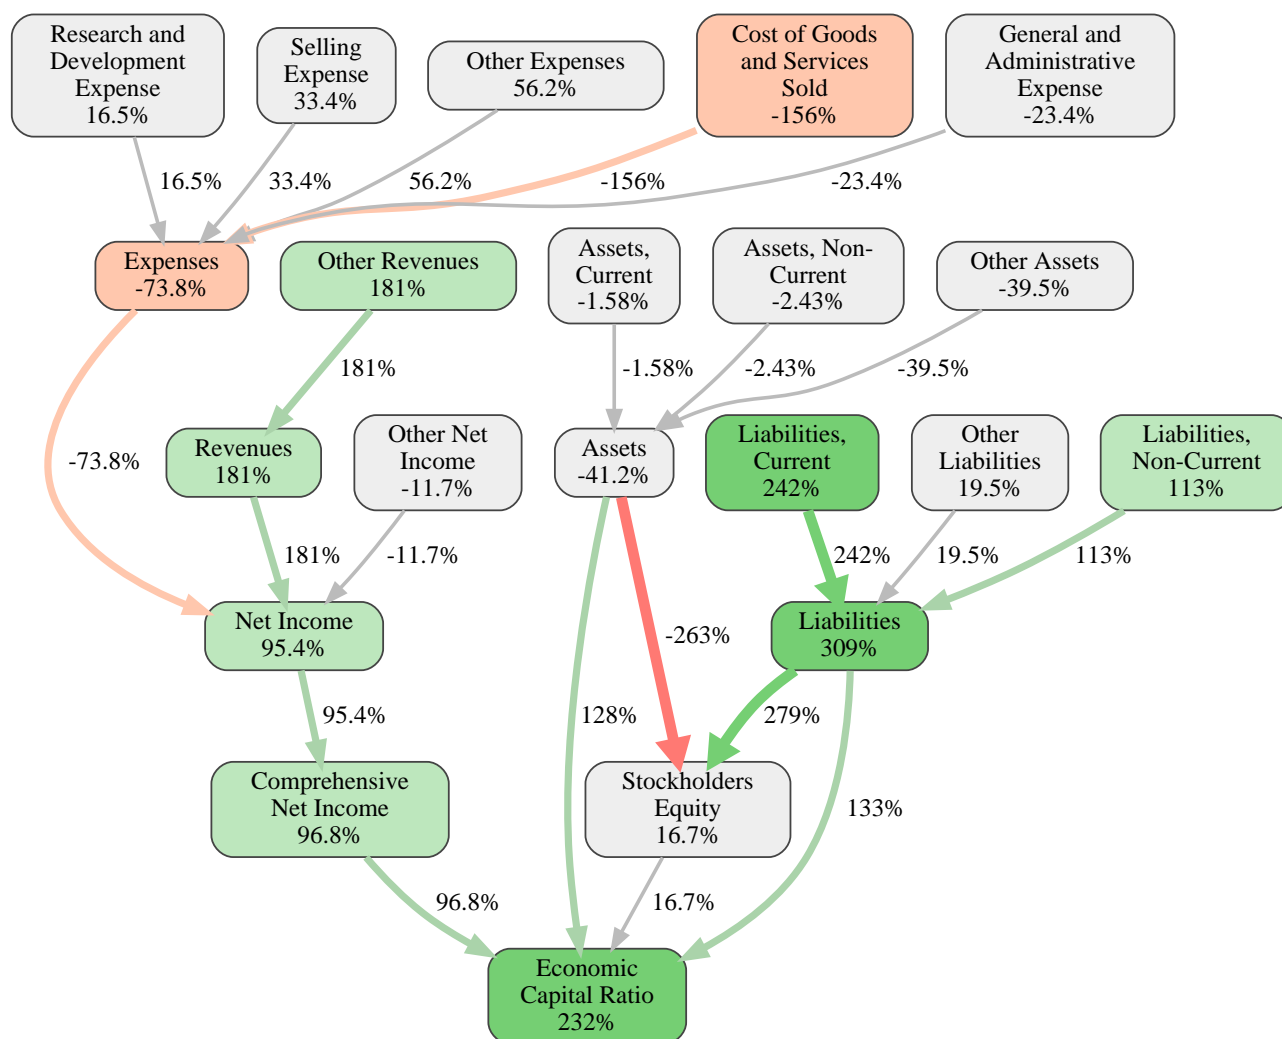 Research and
Development
Expense
16.5%
Selling
Expense
33.4%
Other Expenses
56.2%
Cost of Goods
and Services
Sold
-156%
General and
Administrative
Expense
-23.4%
16.5%
33.4%
56.2%
-156%
-23.4%
Expenses
-73.8%
Other Revenues
181%
Assets,
Current
-1.58%
Assets, Non-
Current
-2.43%
Other Assets
-39.5%
181%
-1.58%
-2.43%
-39.5%
-73.8%
Revenues
181%
Other Net
Income
-11.7%
Assets
-41.2%
Liabilities,
Current
242%
Other
Liabilities
19.5%
Liabilities,
Non-Current
113%
181%
-11.7%
242%
19.5%
113%
Net Income
95.4%
-263%
Liabilities
309%
95.4%
128%
279%
Comprehensive
Net Income
96.8%
Stockholders
Equity
16.7%
133%
96.8%
16.7%
Economic
Capital Ratio
232%